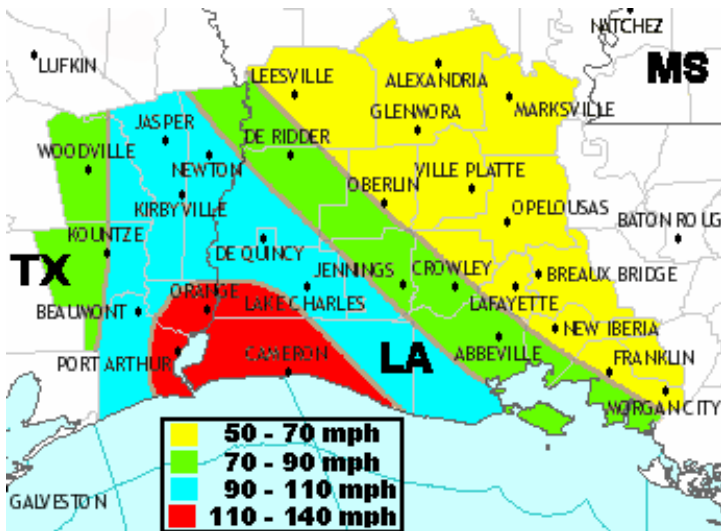 NATCHEZ
LUFKIN
MS
LEESVILLE
ALEXANDRIA
MARKSVILLE
GLENMORA
JASPER
WOODVILLE
NEWTON
DE RIDDER
VILLE PLATTE
OBERLIN
KIRBYVILLE
OPELOUSAS
BATON ROUG
KOUNTZE
DE QUINCY
TX
JENNINGS
CROWLEY
BREAUX BRIDGE
ORANGE
LAKE CHARLES
LAFAYETTE
BEAUMONT
NEW IBERIA
ABBEVILLE
PORT ARTHUR
CAMERON
LA
FRANKLIN
MORGAN CITY
50 - 70 mph
70 - 90 mph
90 - 110 mph
110 - 140 mph
GALVESTON